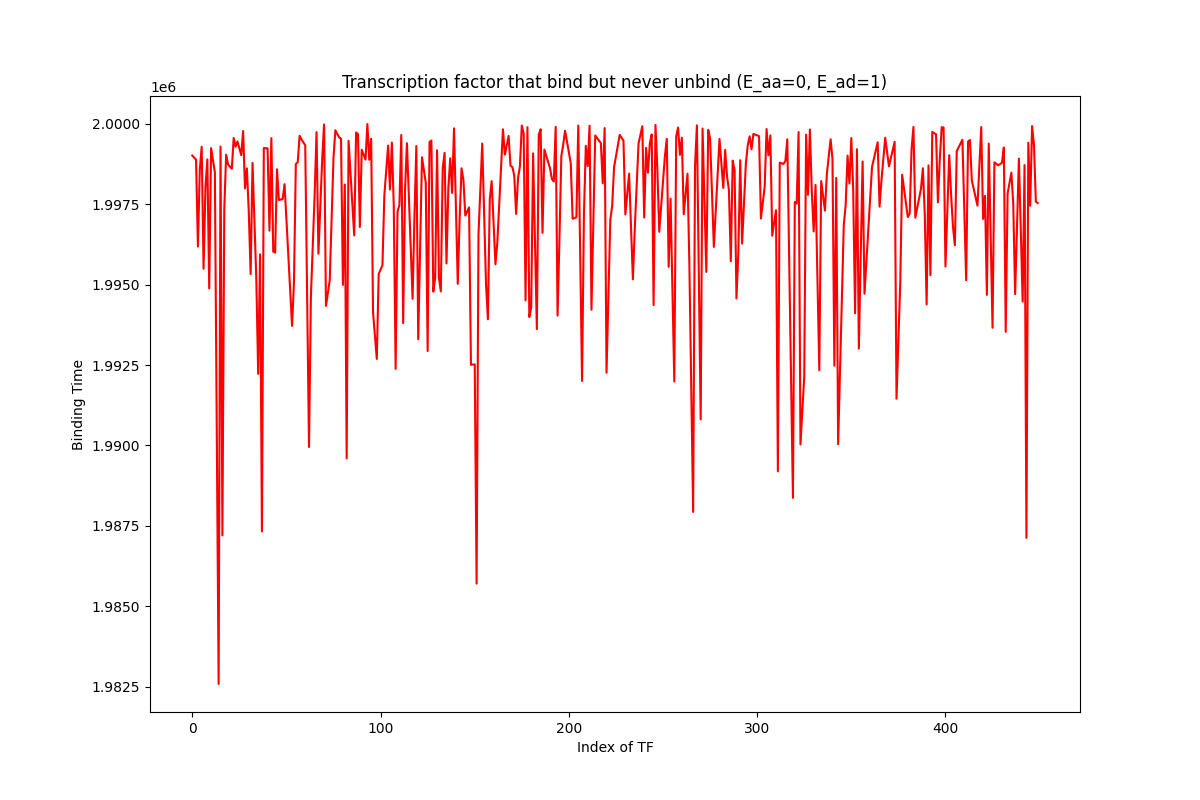 Transcription factor that bind but never unbind (E_aa=0, E_ad=1)
1e6
2.0000
1.9975
1.9950
1.9925
1.9900
1.9875
1.9850
1.9825
Binding Time
0 100 200 300 400
Index of TF